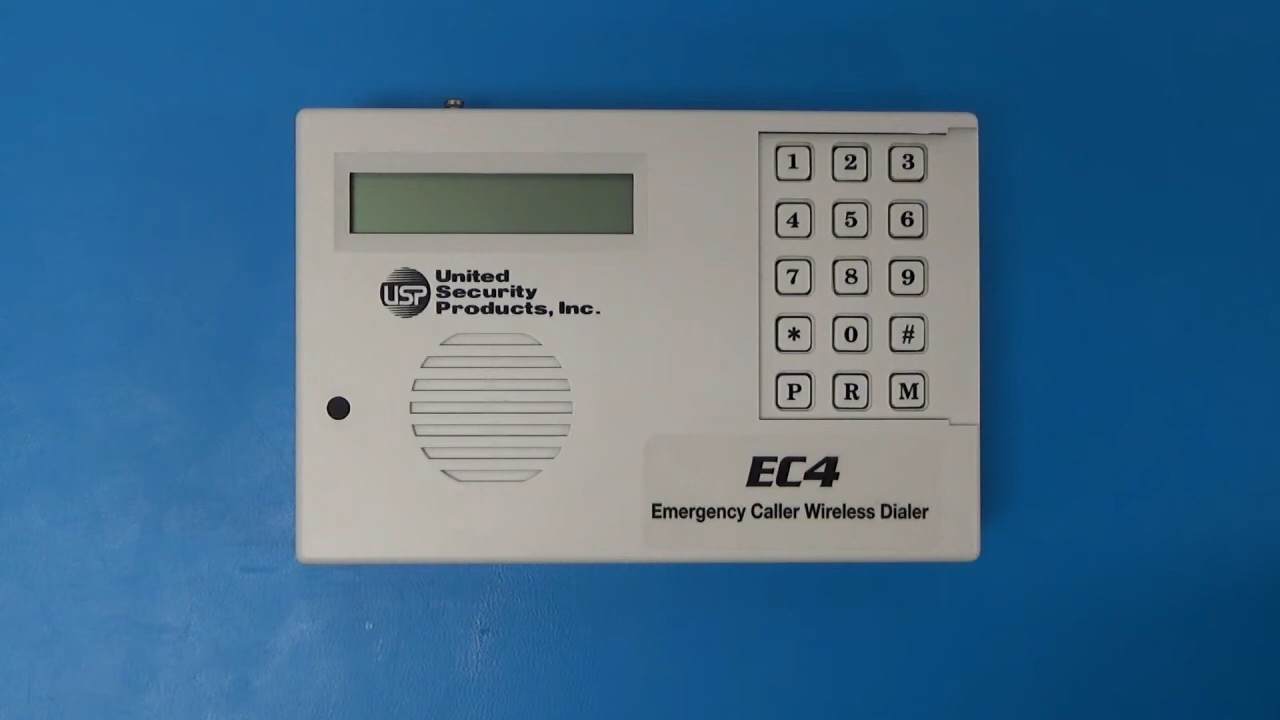 USP
United
Security
Products, Inc.
1 2 3
4 5 6
7 8 9
* 0 #
P R M
EC4
Emergency Caller Wireless Dialer